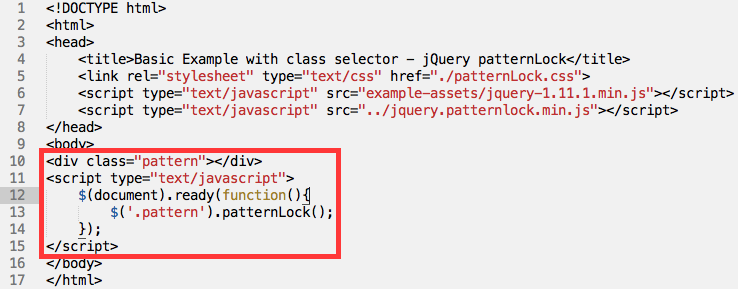 1 <!DOCTYPE html>
2 <html>
3 <head>
4 <title>Basic Example with class selector - jQuery patternLock</title>
5 <link rel="stylesheet" type="text/css" href="./patternLock.css">
6 <script type="text/javascript" src="example-assets/jquery-1.11.1.min.js"></script>
7 <script type="text/javascript" src="../jquery.patternlock.min.js"></script>
8 </head>
9 <body>
10 <div class="pattern"></div>
11 <script type="text/javascript">
12 $(document).ready(function(){
13 $('.pattern').patternLock();
14 });
15 </script>
16 </body>
17 </html>